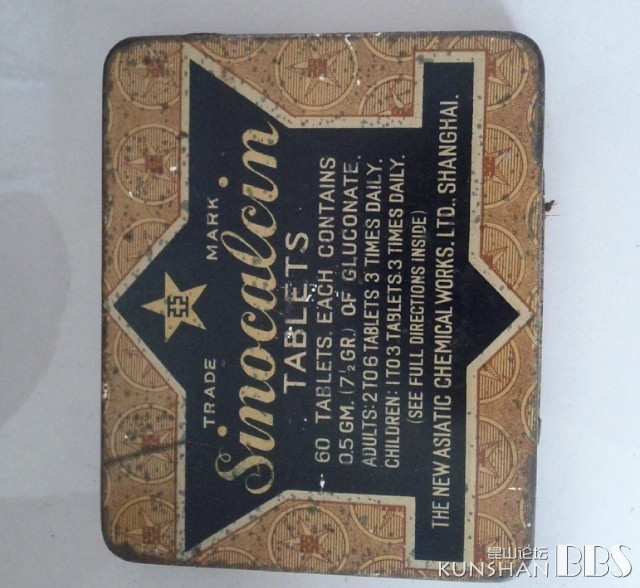 TRADE MARK
亞
Sinocalcin
TABLETS
60 TABLETS. EACH CONTAINS
0.5 GM. (7½ GR.) OF GLUCONATE.
ADULTS: 2 TO 6 TABLETS 3 TIMES DAILY.
CHILDREN: 1 TO 3 TABLETS 3 TIMES DAILY.
(SEE FULL DIRECTIONS INSIDE)
THE NEW ASIATIC CHEMICAL WORKS, LTD., SHANGHAI.
昆山论坛
KUNSHAN BBS